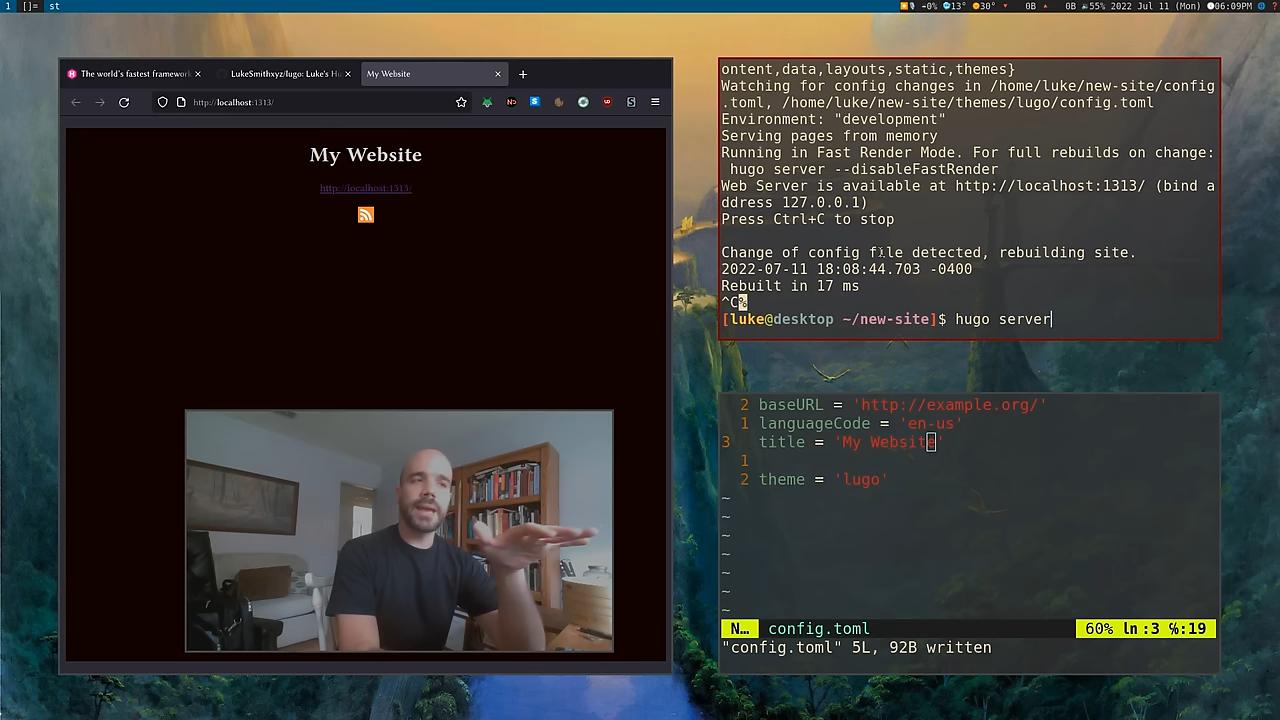 1 []= st
+0% 13° 30° 0B 0B 55% 2022 Jul 11 (Mon) 06:09PM
The world's fastest framework
LukeSmithxyz/lugo: Luke's H
My Website
http://localhost:1313/
My Website
http://localhost:1313/
ontent,data,layouts,static,themes}
Watching for config changes in /home/luke/new-site/config
.toml, /home/luke/new-site/themes/lugo/config.toml
Environment: "development"
Serving pages from memory
Running in Fast Render Mode. For full rebuilds on change:
hugo server --disableFastRender
Web Server is available at http://localhost:1313/ (bind a
ddress 127.0.0.1)
Press Ctrl+C to stop
Change of config file detected, rebuilding site.
2022-07-11 18:08:44.703 -0400
Rebuilt in 17 ms
^C%
[luke@desktop ~/new-site]$ hugo server
2 baseURL = 'http://example.org/'
1 languageCode = 'en-us'
3 title = 'My Website'
1
2 theme = 'lugo'
~
~
~
~
~
~
~
N… config.toml 60% ln:3 ℅:19
"config.toml" 5L, 92B written